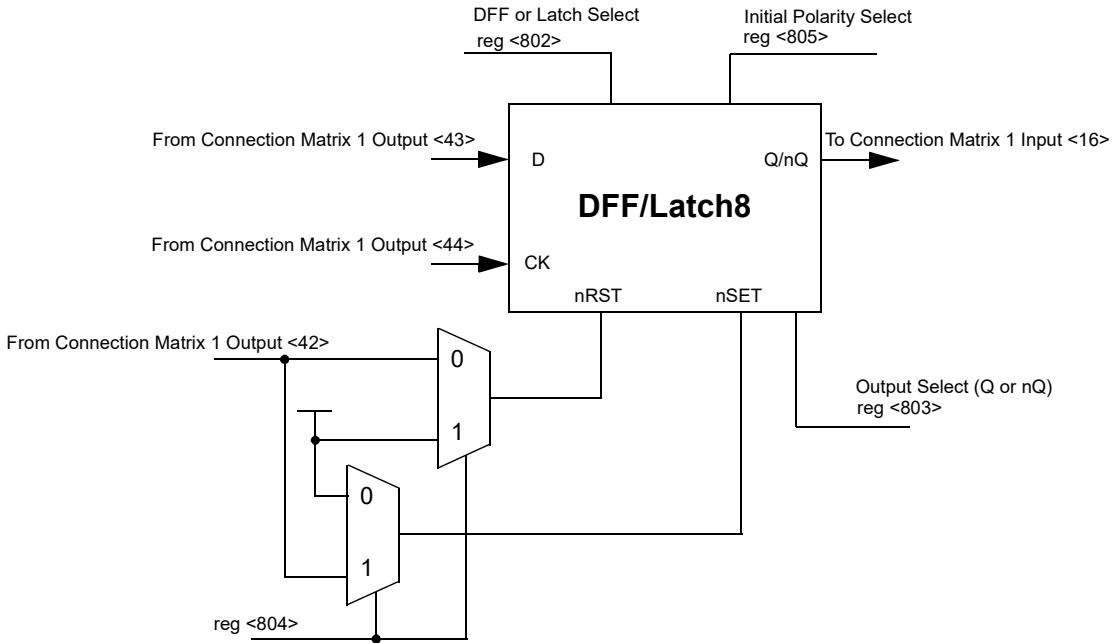 DFF or Latch Select
reg <802>
Initial Polarity Select
reg <805>
From Connection Matrix 1 Output <43>
D
Q/nQ
To Connection Matrix 1 Input <16>
DFF/Latch8
From Connection Matrix 1 Output <44>
CK
nRST
nSET
From Connection Matrix 1 Output <42>
0
1
Output Select (Q or nQ)
reg <803>
0
1
reg <804>